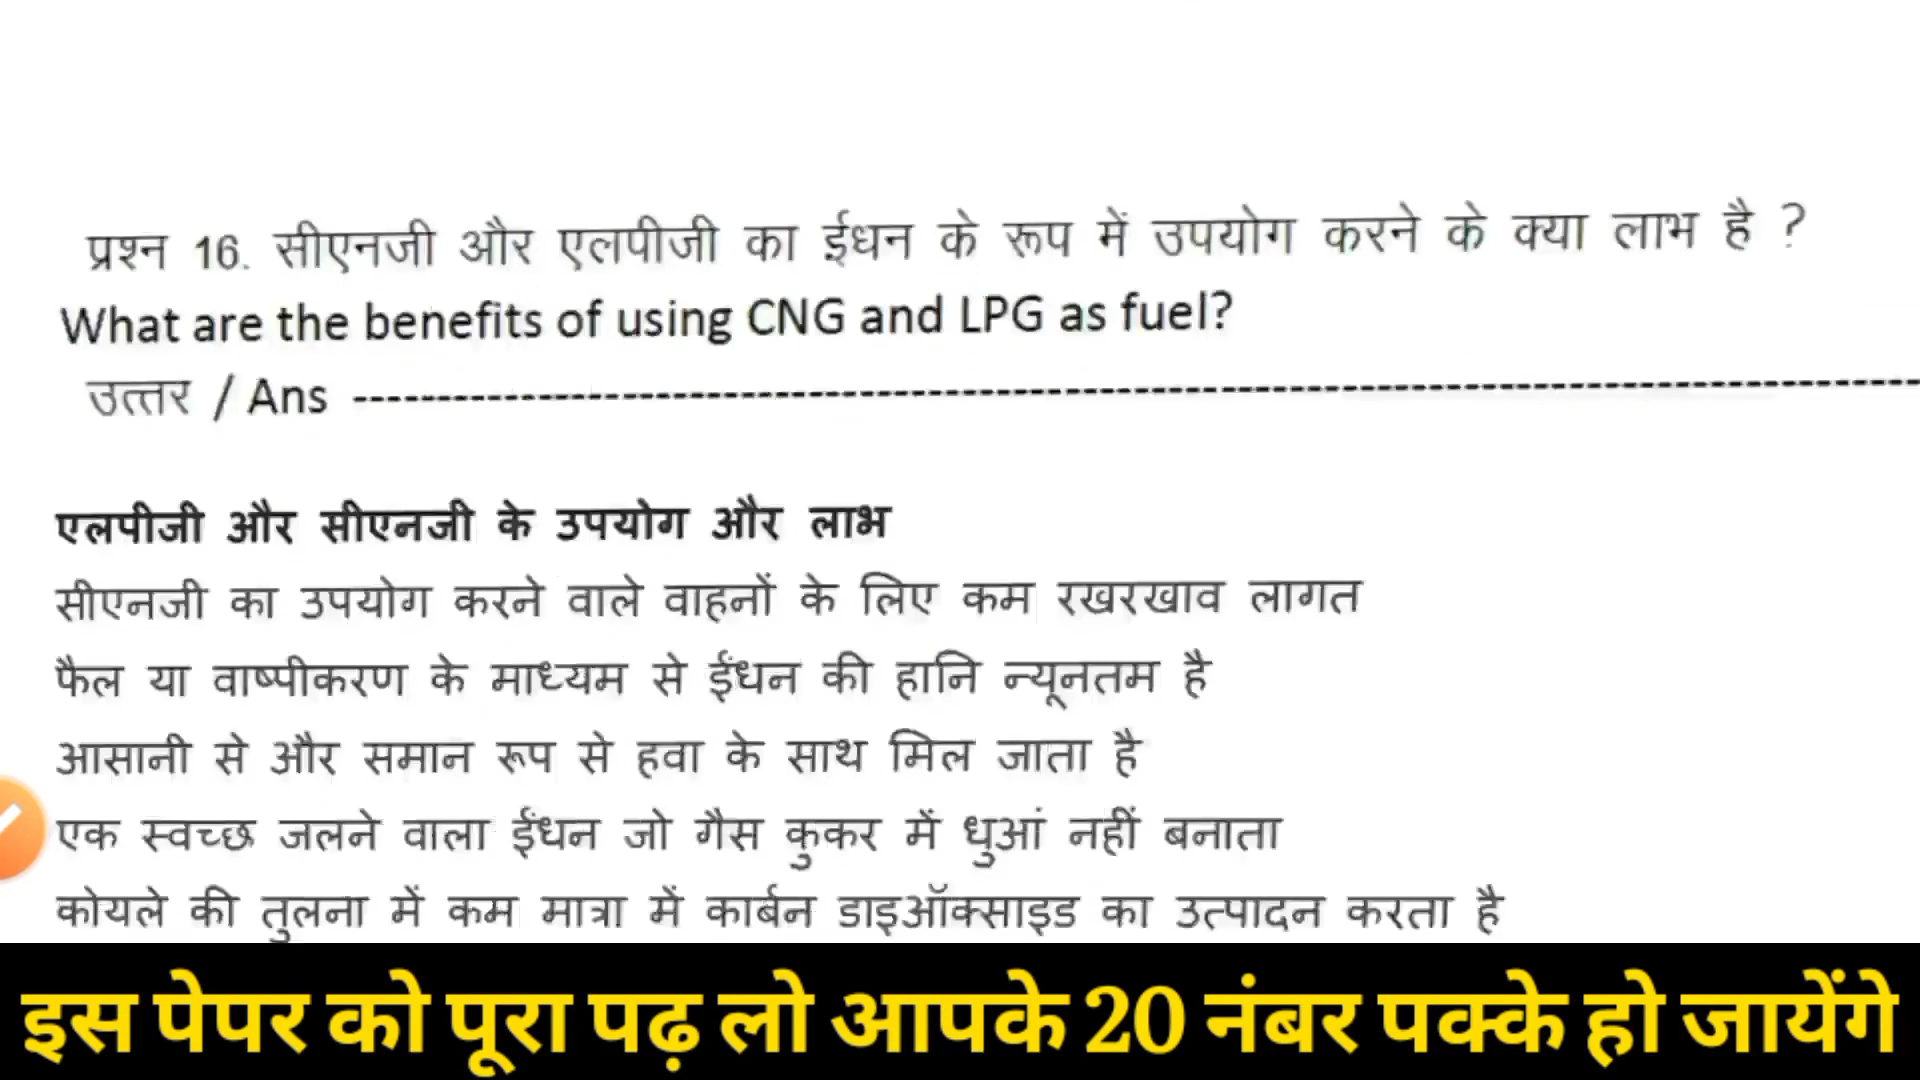 प्रश्न 16. सीएनजी और एलपीजी का ईधन के रूप में उपयोग करने के क्या लाभ है ?
What are the benefits of using CNG and LPG as fuel?
उत्तर / Ans --------------------------------------------------------------------------------
एलपीजी और सीएनजी के उपयोग और लाभ
सीएनजी का उपयोग करने वाले वाहनों के लिए कम रखरखाव लागत
फैल या वाष्पीकरण के माध्यम से ईंधन की हानि न्यूनतम है
आसानी से और समान रूप से हवा के साथ मिल जाता है
एक स्वच्छ जलने वाला ईंधन जो गैस कुकर में धुआं नहीं बनाता
कोयले की तुलना में कम मात्रा में कार्बन डाइऑक्साइड का उत्पादन करता है
इस पेपर को पूरा पढ़ लो आपके 20 नंबर पक्के हो जायेंगे